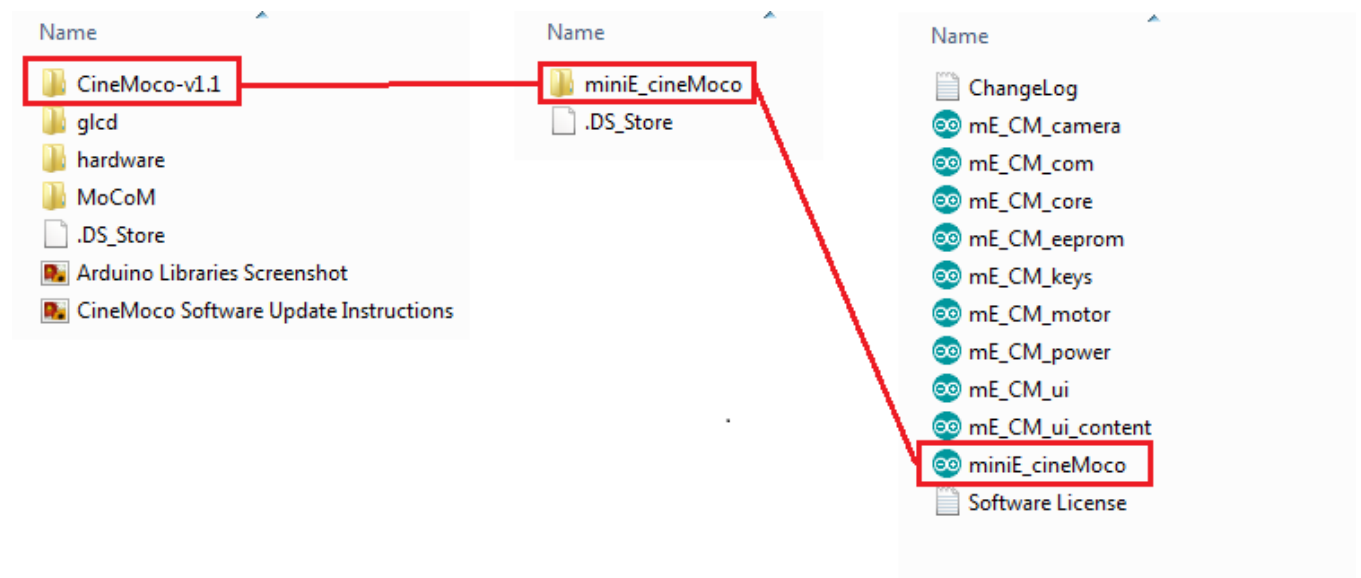 Name
CineMoco-v1.1
glcd
hardware
MoCoM
.DS_Store
Arduino Libraries Screenshot
CineMoco Software Update Instructions
Name
miniE_cineMoco
.DS_Store
Name
ChangeLog
mE_CM_camera
mE_CM_com
mE_CM_core
mE_CM_eeprom
mE_CM_keys
mE_CM_motor
mE_CM_power
mE_CM_ui
mE_CM_ui_content
miniE_cineMoco
Software License